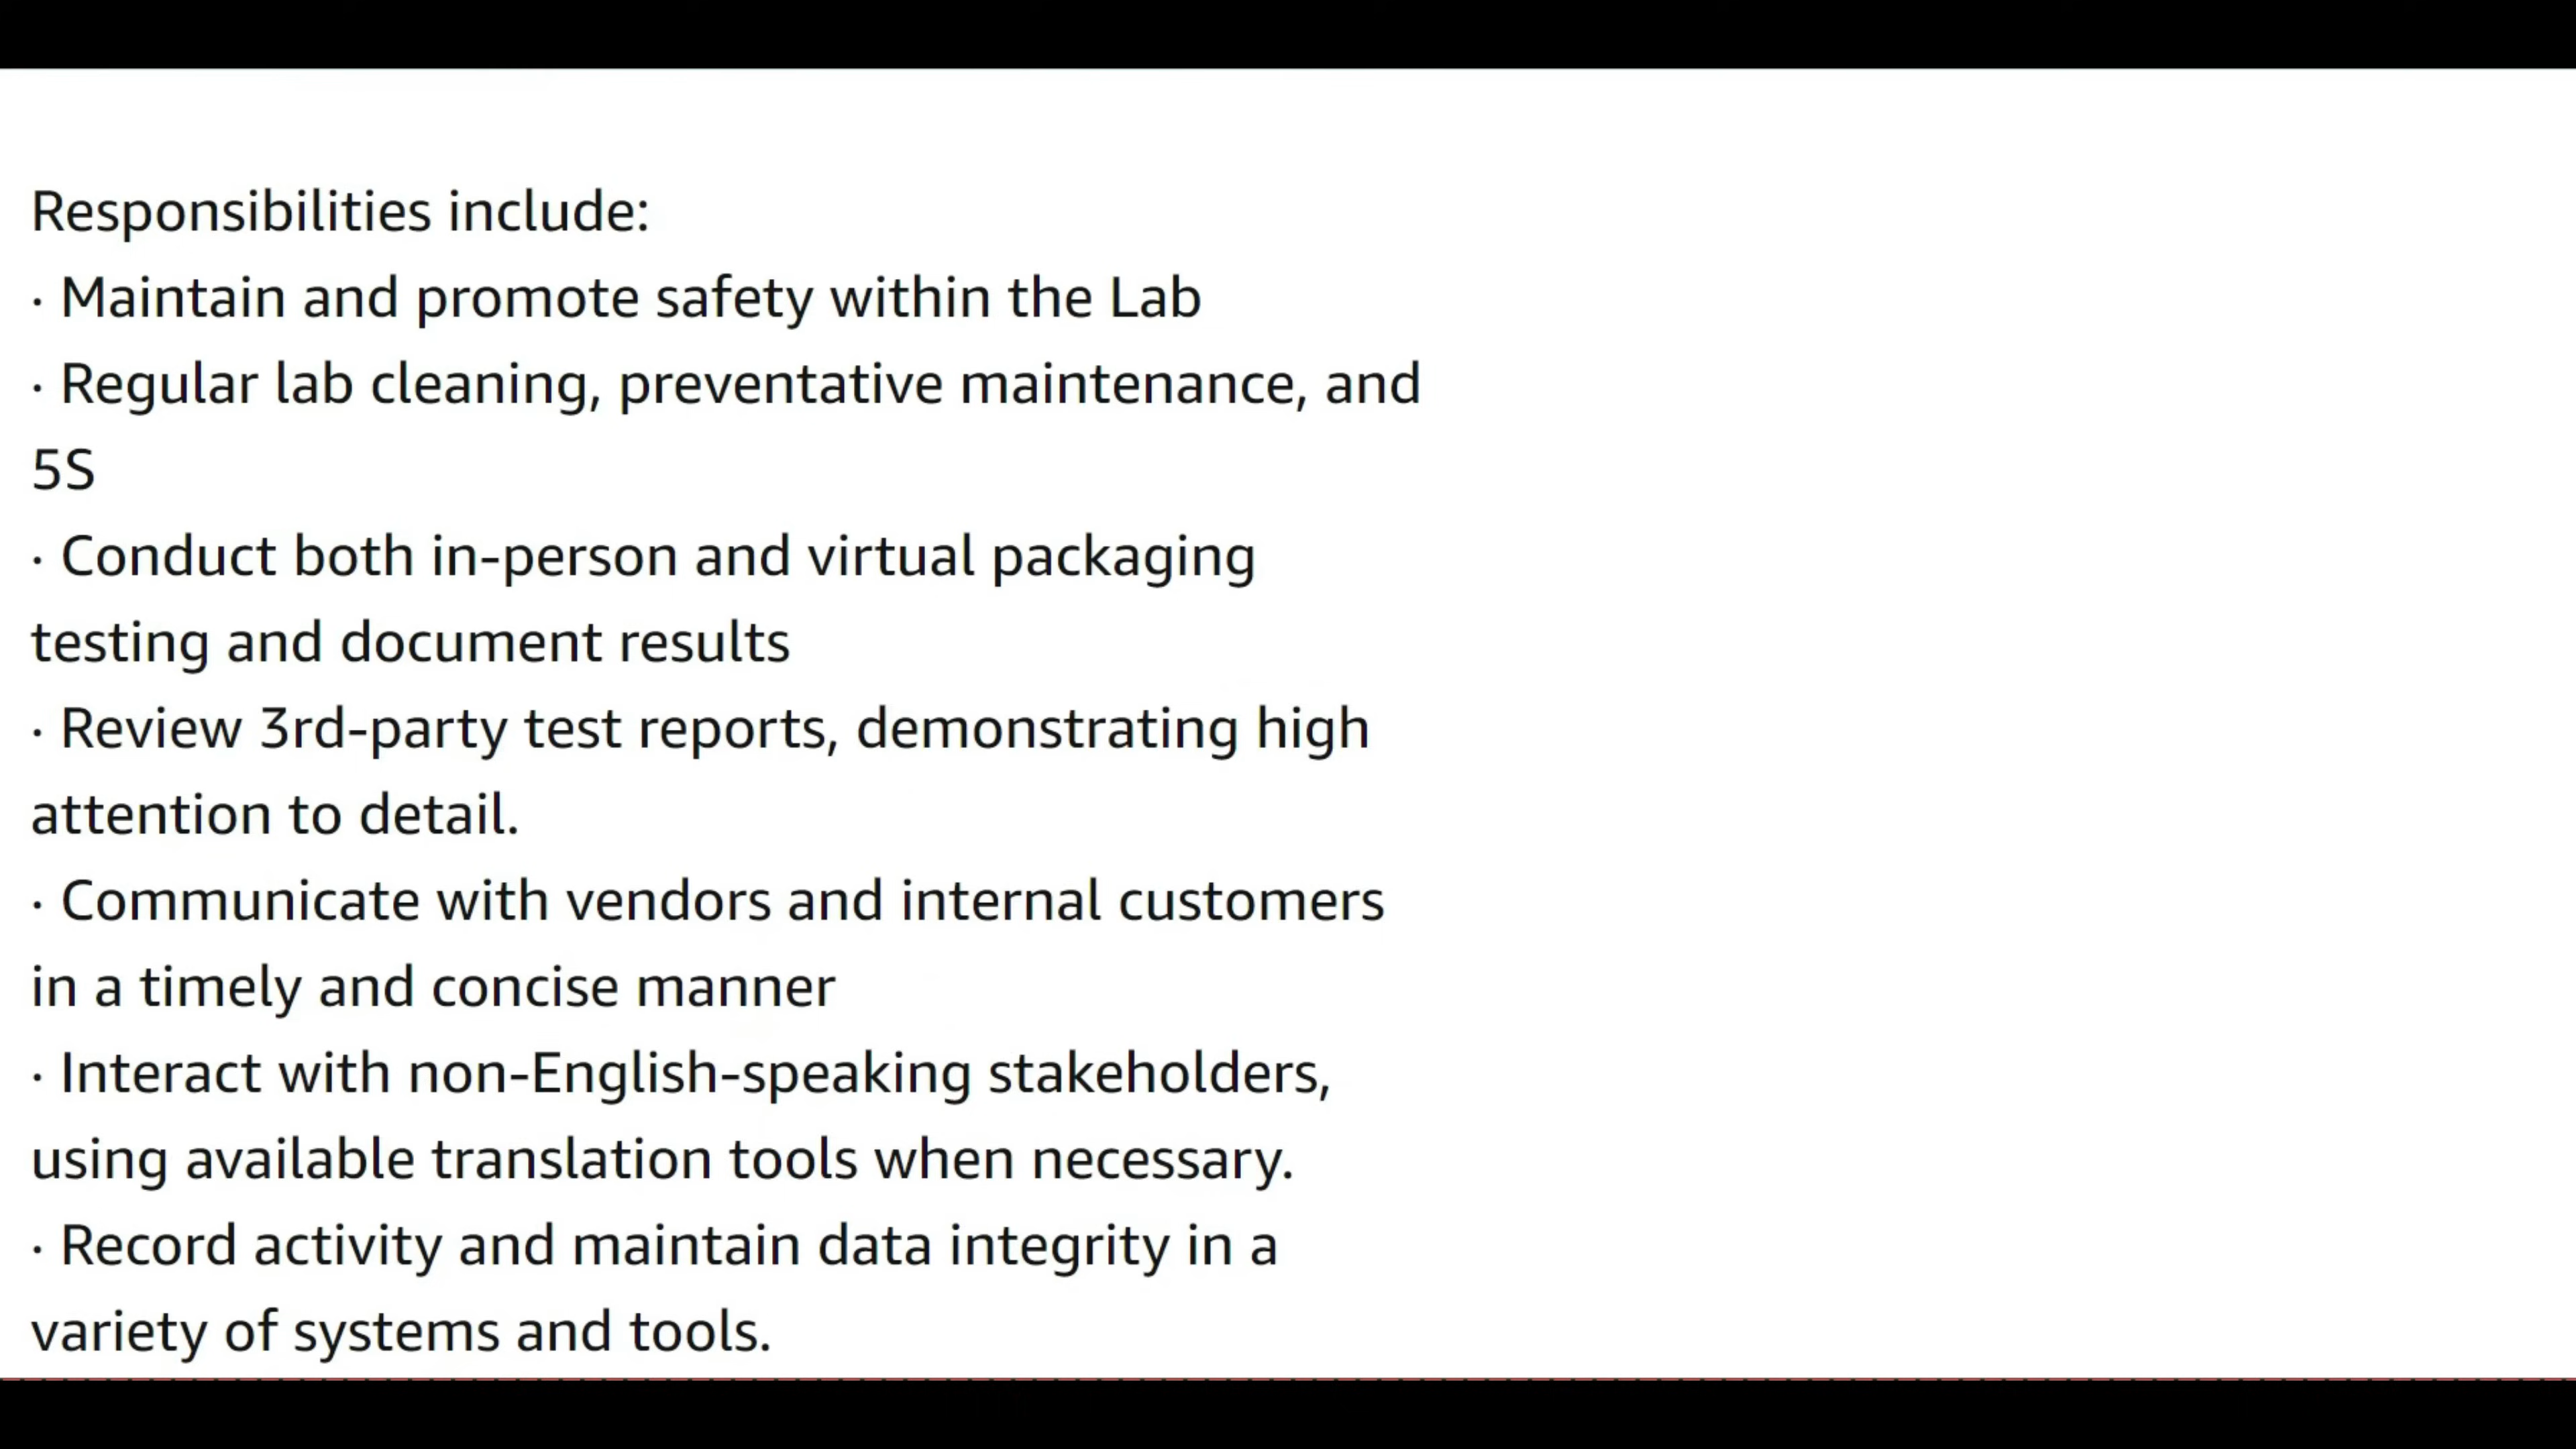 Responsibilities include:
· Maintain and promote safety within the Lab
· Regular lab cleaning, preventative maintenance, and
5S
· Conduct both in-person and virtual packaging
testing and document results
· Review 3rd-party test reports, demonstrating high
attention to detail.
· Communicate with vendors and internal customers
in a timely and concise manner
· Interact with non-English-speaking stakeholders,
using available translation tools when necessary.
· Record activity and maintain data integrity in a
variety of systems and tools.